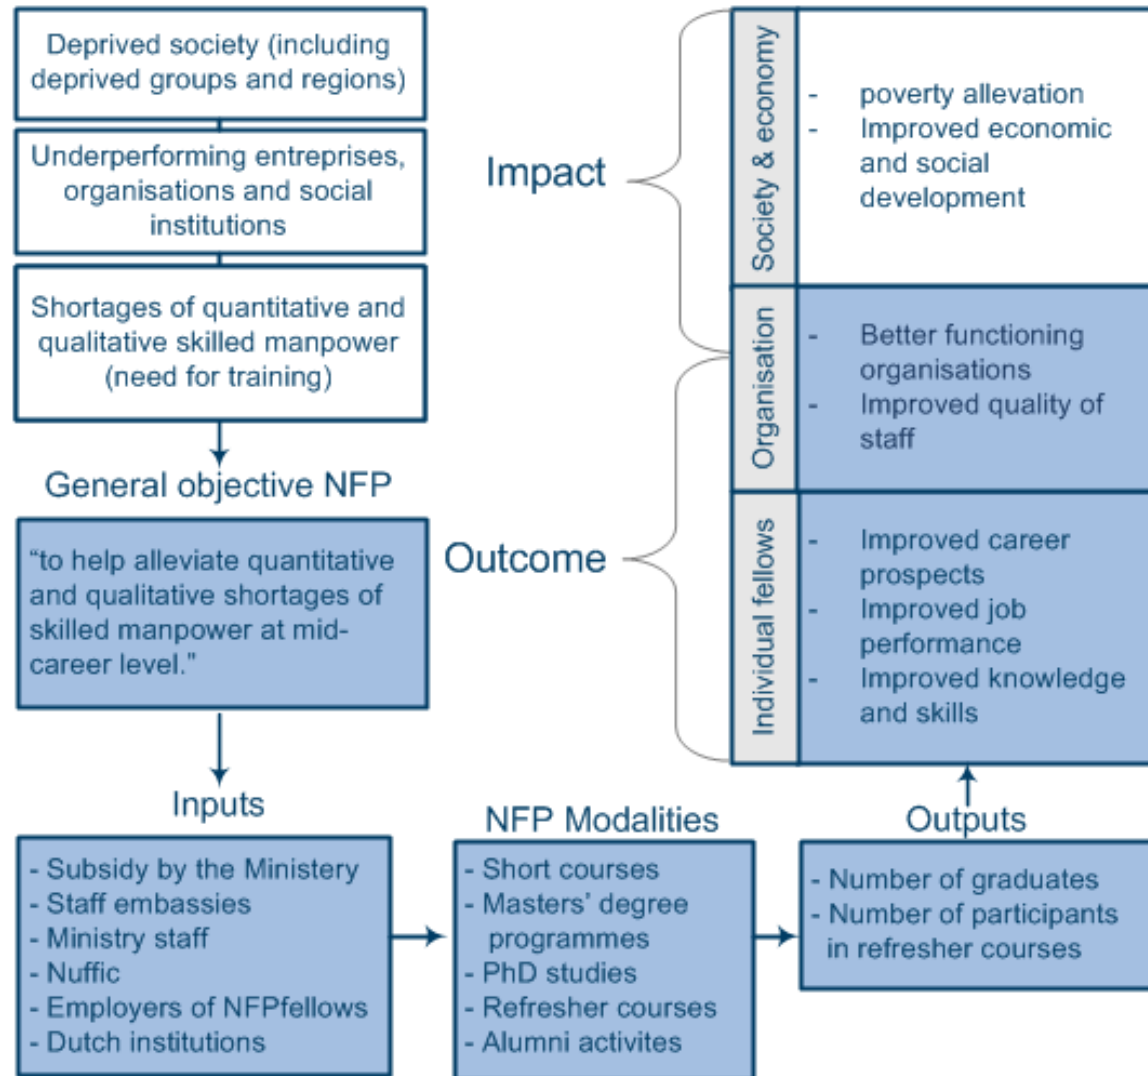 Deprived society (including
deprived groups and regions)
Underperforming entreprises,
organisations and social
institutions
Shortages of quantitative and
qualitative skilled manpower
(need for training)
General objective NFP
“to help alleviate quantitative
and qualitative shortages of
skilled manpower at mid-
career level.”
Inputs
- Subsidy by the Ministery
- Staff embassies
- Ministry staff
- Nuffic
- Employers of NFPfellows
- Dutch institutions
NFP Modalities
- Short courses
- Masters’ degree
programmes
- PhD studies
- Refresher courses
- Alumni activites
Outputs
- Number of graduates
- Number of participants
in refresher courses
Impact
Outcome
Society & economy
- poverty allevation
- Improved economic
and social
development
Organisation
- Better functioning
organisations
- Improved quality of
staff
Individual fellows
- Improved career
prospects
- Improved job
performance
- Improved knowledge
and skills